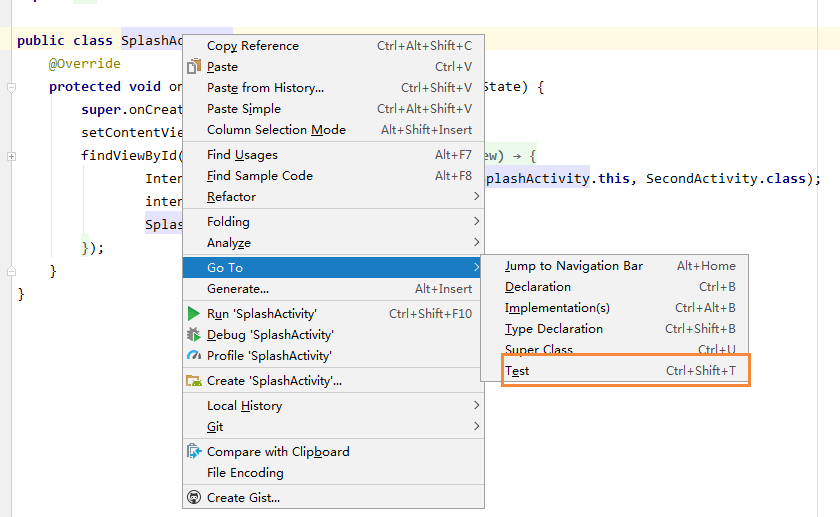 public class SplashAc
@Override
protected void on State) {
super.onCreat
setContentVie
findViewById( ew) → {
Inten plashActivity.this, SecondActivity.class);
inten
Splas
});
}
}
Copy Reference Ctrl+Alt+Shift+C
Paste Ctrl+V
Paste from History... Ctrl+Shift+V
Paste Simple Ctrl+Alt+Shift+V
Column Selection Mode Alt+Shift+Insert
Find Usages Alt+F7
Find Sample Code Alt+F8
Refactor
Folding
Analyze
Go To
Generate... Alt+Insert
Run 'SplashActivity' Ctrl+Shift+F10
Debug 'SplashActivity'
Profile 'SplashActivity'
Create 'SplashActivity'...
Local History
Git
Compare with Clipboard
File Encoding
Create Gist...
Jump to Navigation Bar Alt+Home
Declaration Ctrl+B
Implementation(s) Ctrl+Alt+B
Type Declaration Ctrl+Shift+B
Super Class Ctrl+U
Test Ctrl+Shift+T